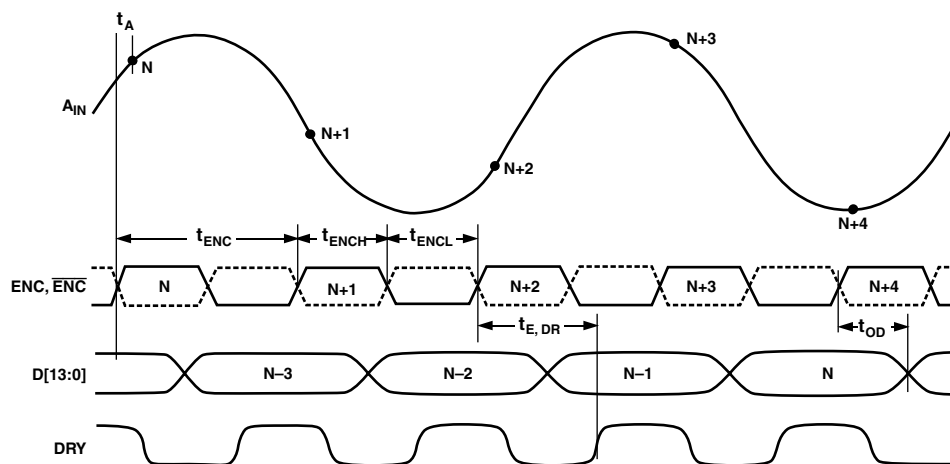 tA
N
N+3
AIN
N+1
N+2
N+4
tENC
tENCH
tENCL
ENC, ENC
N
N+1
N+2
N+3
N+4
tE, DR
tOD
D[13:0]
N–3
N–2
N–1
N
DRY